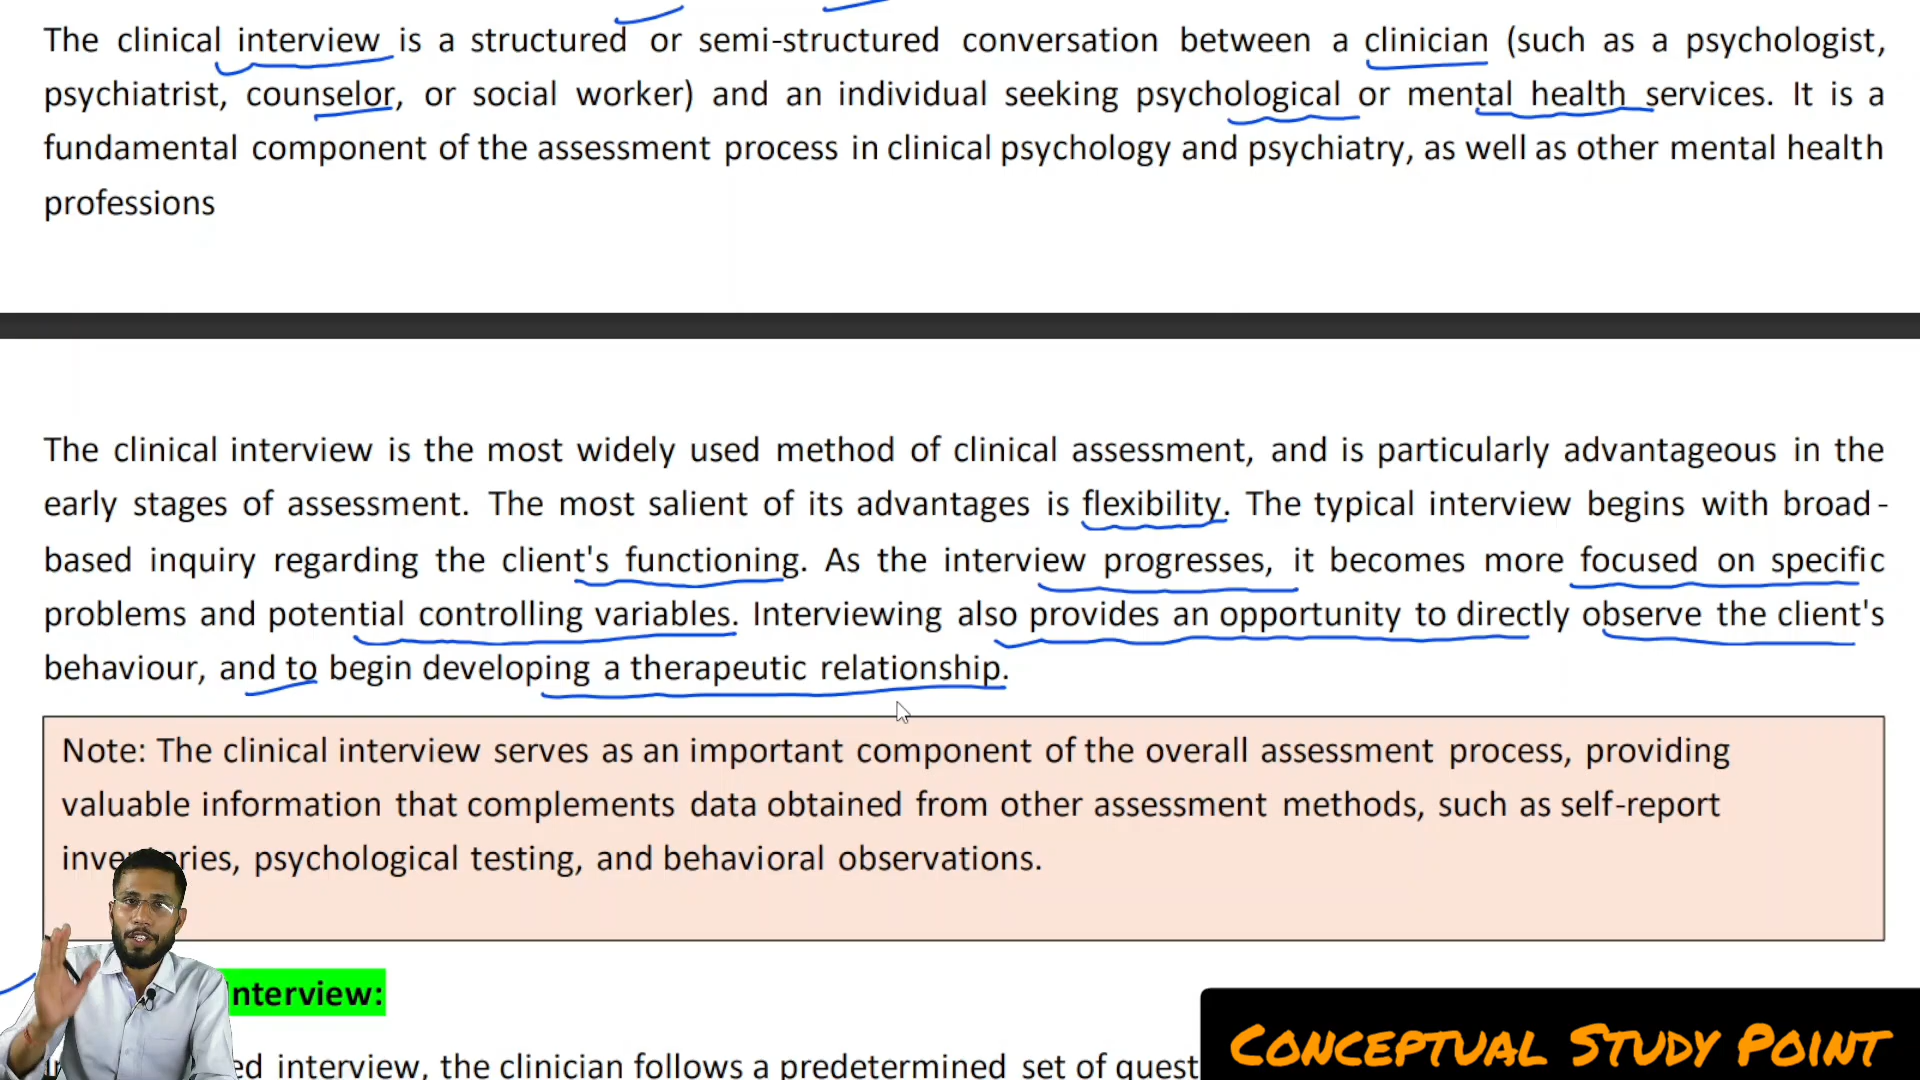 The clinical interview is a structured or semi-structured conversation between a clinician (such as a psychologist,
psychiatrist, counselor, or social worker) and an individual seeking psychological or mental health services. It is a
fundamental component of the assessment process in clinical psychology and psychiatry, as well as other mental health
professions
The clinical interview is the most widely used method of clinical assessment, and is particularly advantageous in the
early stages of assessment. The most salient of its advantages is flexibility. The typical interview begins with broad-
based inquiry regarding the client's functioning. As the interview progresses, it becomes more focused on specific
problems and potential controlling variables. Interviewing also provides an opportunity to directly observe the client's
behaviour, and to begin developing a therapeutic relationship.
Note: The clinical interview serves as an important component of the overall assessment process, providing
valuable information that complements data obtained from other assessment methods, such as self-report
inventories, psychological testing, and behavioral observations.
interview:
interview, the clinician follows a predetermined set of
CONCEPTUAL STUDY POINT